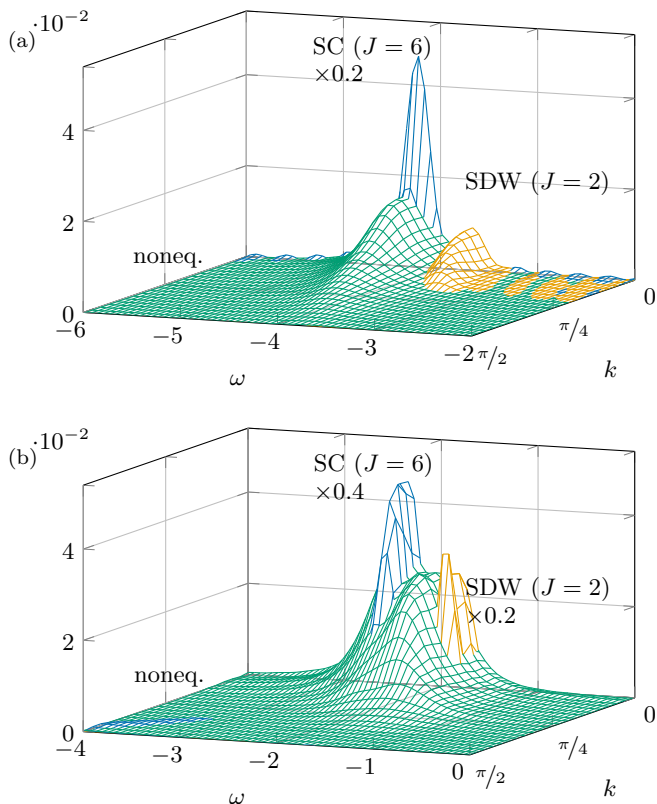 (a)
·10⁻²
SC (J = 6)
×0.2
4
SDW (J = 2)
2
noneq.
0
−6
−5
−4
−3
−2
π/2
π/4
0
ω
k
(b)
·10⁻²
SC (J = 6)
×0.4
4
SDW (J = 2)
×0.2
2
noneq.
0
−4
−3
−2
−1
0
π/2
π/4
0
ω
k